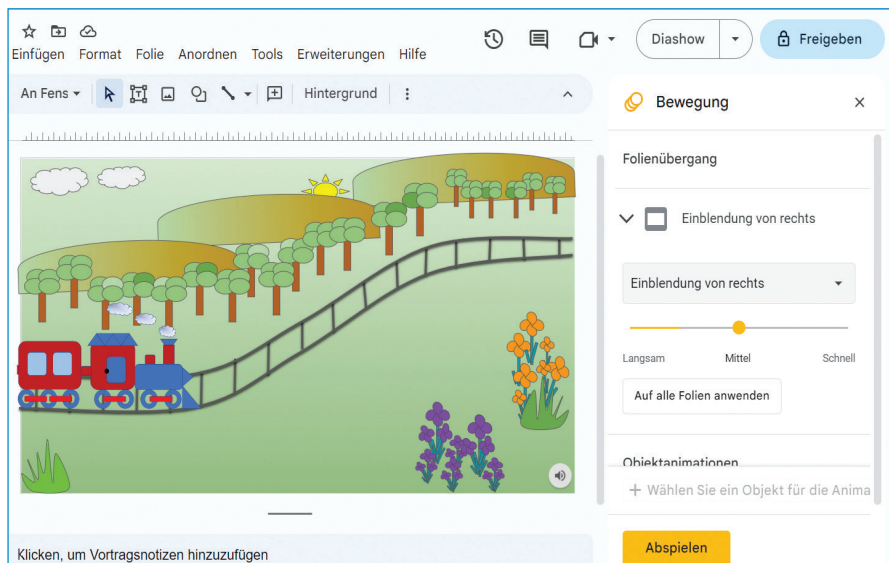 Einfügen Format Folie Anordnen Tools Erweiterungen Hilfe
Diashow
Freigeben
An Fens
Hintergrund
Bewegung
Folienübergang
Einblendung von rechts
Einblendung von rechts
Langsam Mittel Schnell
Auf alle Folien anwenden
Objektanimationen
+ Wählen Sie ein Objekt für die Anima
Abspielen
Klicken, um Vortragsnotizen hinzuzufügen